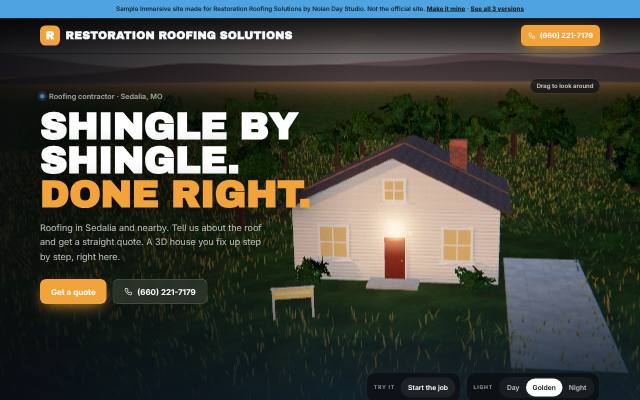 Sample Immersive site made for Restoration Roofing Solutions by Nolan Day Studio. Not the official site. Make it mine · See all 3 versions
R RESTORATION ROOFING SOLUTIONS
(660) 221-7179
Drag to look around
Roofing contractor · Sedalia, MO
SHINGLE BY
SHINGLE.
DONE RIGHT.
Roofing in Sedalia and nearby. Tell us about the roof
and get a straight quote. A 3D house you fix up step
by step, right here.
Get a quote
(660) 221-7179
TRY IT Start the job
LIGHT Day Golden Night